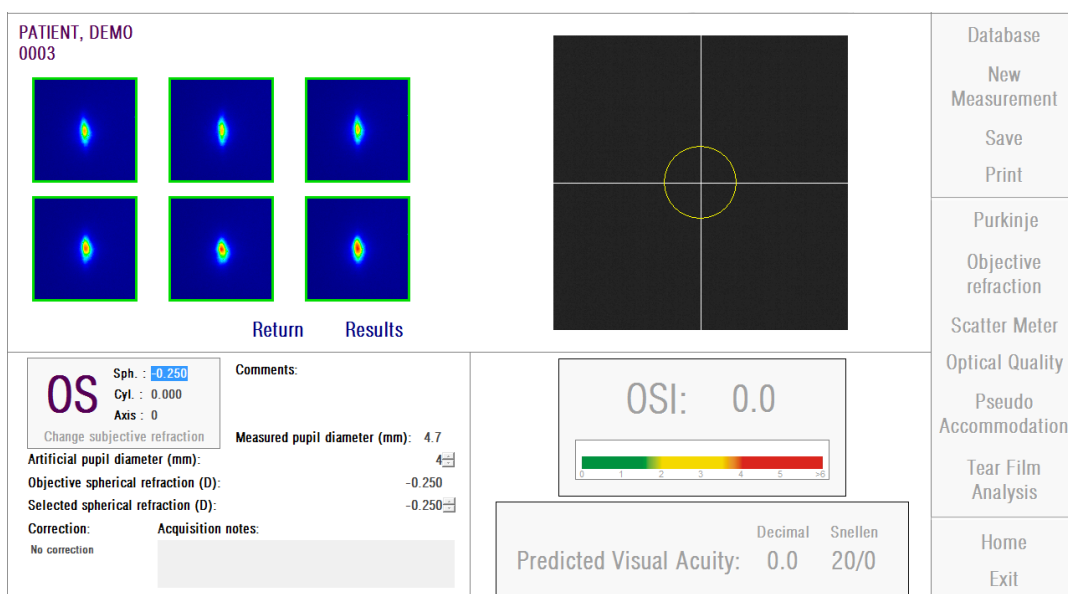 PATIENT, DEMO
0003
Return Results
OS
Sph. : -0.250
Cyl. : 0.000
Axis : 0
Change subjective refraction
Comments:
Measured pupil diameter (mm): 4.7
Artificial pupil diameter (mm): 4
Objective spherical refraction (D): -0.250
Selected spherical refraction (D): -0.250
Correction: Acquisition notes:
No correction
OSI: 0.0
0 1 2 3 4 5 >6
Decimal Snellen
Predicted Visual Acuity: 0.0 20/0
Database
New
Measurement
Save
Print
Purkinje
Objective
refraction
Scatter Meter
Optical Quality
Pseudo
Accommodation
Tear Film
Analysis
Home
Exit